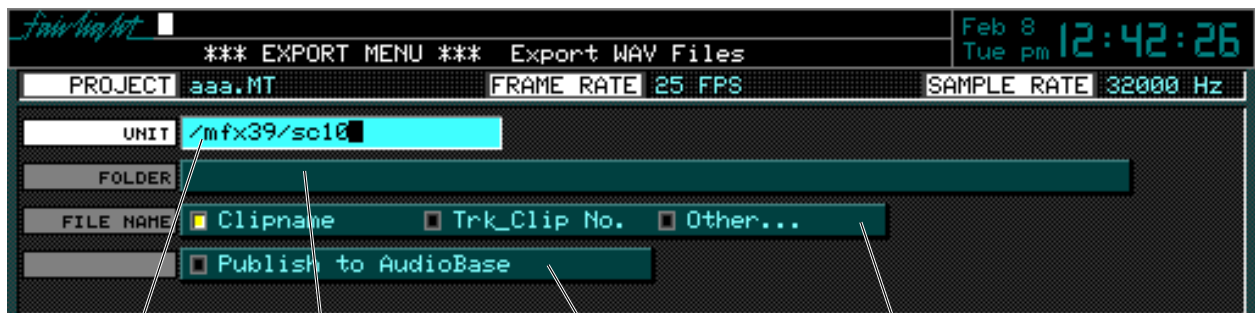 fairlight
Feb 8
Tue pm 12:42:26
*** EXPORT MENU *** Export WAV Files
PROJECT aaa.MT FRAME RATE 25 FPS SAMPLE RATE 32000 Hz
UNIT /mfx39/sc10
FOLDER
FILE NAME Clipname Trk_Clip No. Other...
Publish to AudioBase